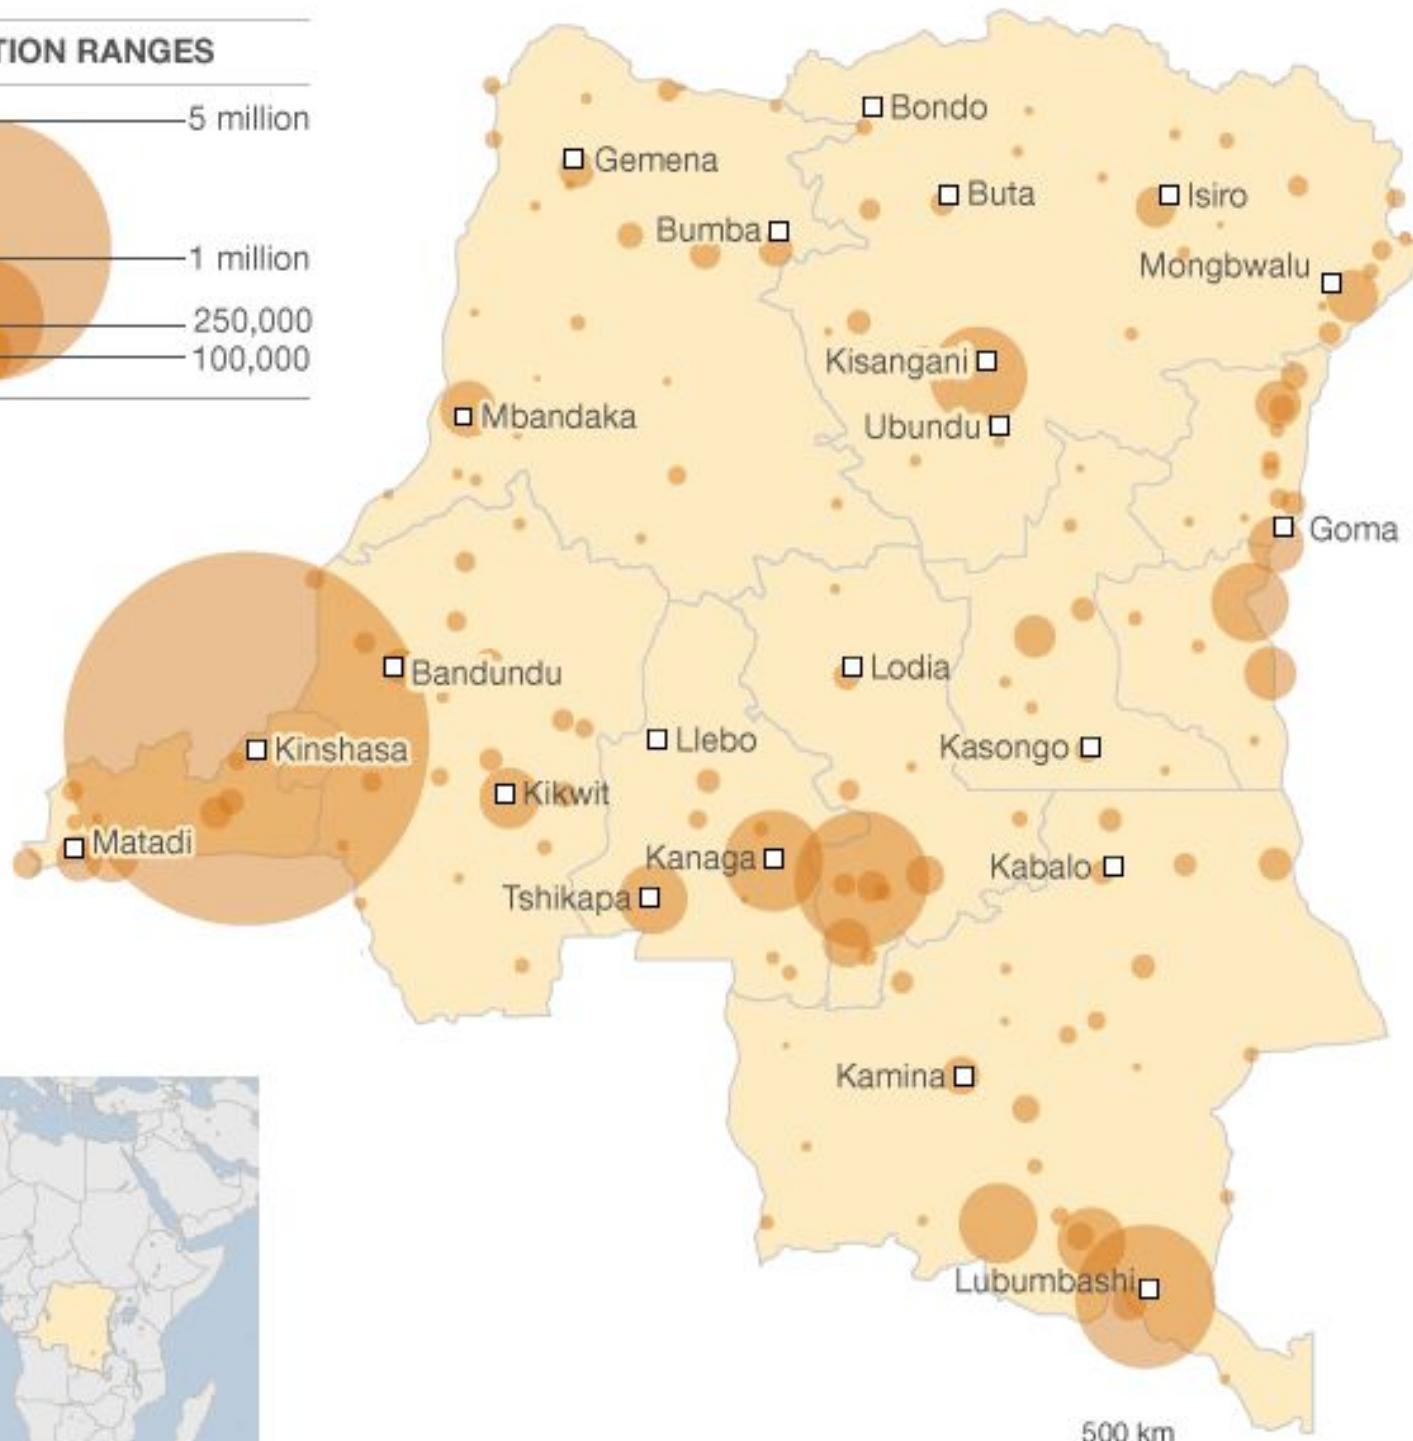 TION RANGES
5 million
1 million
250,000
100,000
Bondo
Gemena
Buta
Isiro
Bumba
Mongbwalu
Kisangani
Mbandaka
Ubundu
Goma
Bandundu
Lodia
Llebo
Kinshasa
Kasongo
Kikwit
Matadi
Kanaga
Kabalo
Tshikapa
Kamina
Lubumbashi
500 km